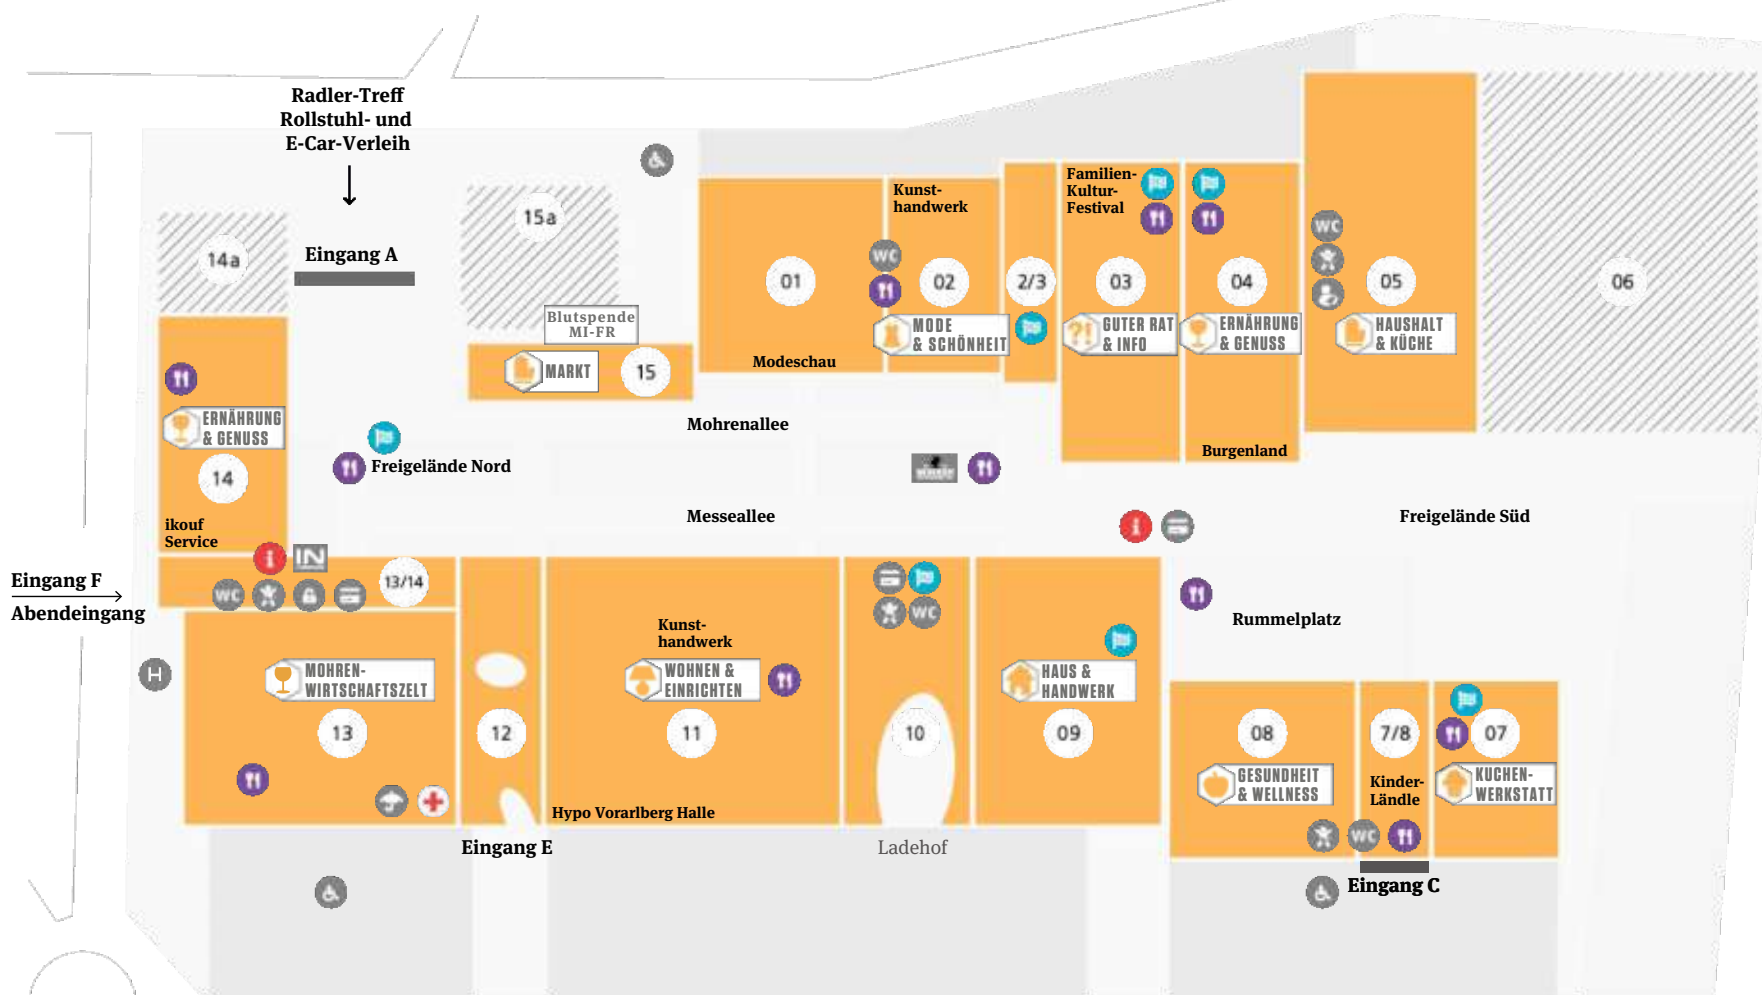 Radler-Treff
Rollstuhl- und
E-Car-Verleih
Eingang A
14a
15a
Blutspende
MI-FR
MARKT
15
01
Modeschau
Kunst-
handwerk
WC
02
MODE
& SCHÖNHEIT
2/3
Familien-
Kultur-
Festival
03
?!
GUTER RAT
& INFO
04
ERNÄHRUNG
& GENUSS
Burgenland
WC
05
HAUSHALT
& KÜCHE
06
ERNÄHRUNG
& GENUSS
14
ikouf
Service
Freigelände Nord
Mohrenallee
Messeallee
i
Freigelände Süd
Eingang F
Abendeingang
i
IN
WC
13/14
H
MOHREN-
WIRTSCHAFTSZELT
13
12
Eingang E
Kunst-
handwerk
WOHNEN &
EINRICHTEN
11
Hypo Vorarlberg Halle
WC
10
Ladehof
HAUS &
HANDWERK
09
Rummelplatz
08
GESUNDHEIT
& WELLNESS
7/8
Kinder-
Ländle
WC
07
KUCHEN-
WERKSTATT
Eingang C